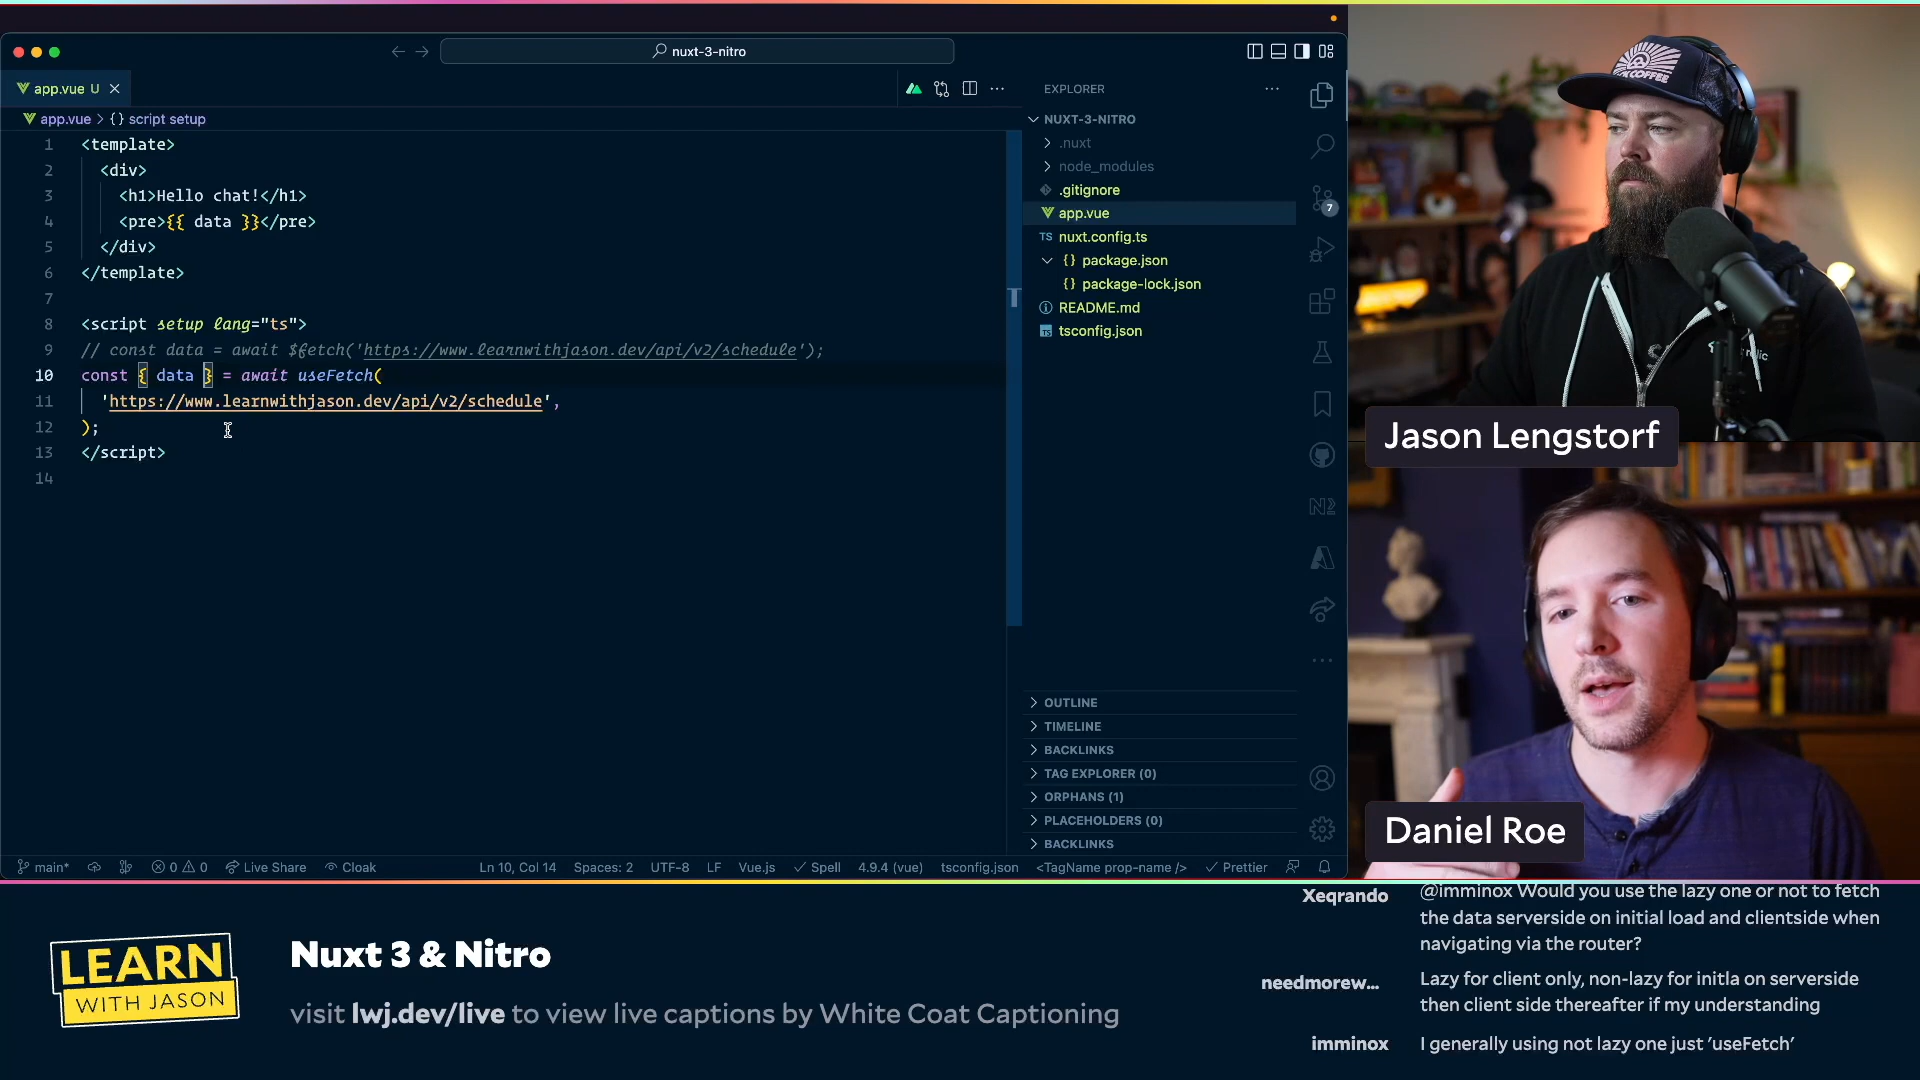 nuxt-3-nitro
app.vue U
app.vue > {} script setup
1 <template>
2 <div>
3 <h1>Hello chat!</h1>
4 <pre>{{ data }}</pre>
5 </div>
6 </template>
7
8 <script setup lang="ts">
9 // const data = await $fetch('https://www.learnwithjason.dev/api/v2/schedule');
10 const { data } = await useFetch(
11 'https://www.learnwithjason.dev/api/v2/schedule',
12 );
13 </script>
14
EXPLORER
NUXT-3-NITRO
.nuxt
node_modules
.gitignore
app.vue
TS nuxt.config.ts
{} package.json
{} package-lock.json
README.md
tsconfig.json
7
OUTLINE
TIMELINE
BACKLINKS
TAG EXPLORER (0)
ORPHANS (1)
PLACEHOLDERS (0)
BACKLINKS
main* 0 0 Live Share Cloak Ln 10, Col 14 Spaces: 2 UTF-8 LF Vue.js Spell 4.9.4 (vue) tsconfig.json <TagName prop-name /> Prettier
COFFEE
Jason Lengstorf
Daniel Roe
LEARN
WITH JASON
Nuxt 3 & Nitro
visit lwj.dev/live to view live captions by White Coat Captioning
Xeqrando @imminox Would you use the lazy one or not to fetch
the data serverside on initial load and clientside when
navigating via the router?
needmorew... Lazy for client only, non-lazy for initla on serverside
then client side thereafter if my understanding
imminox I generally using not lazy one just 'useFetch'